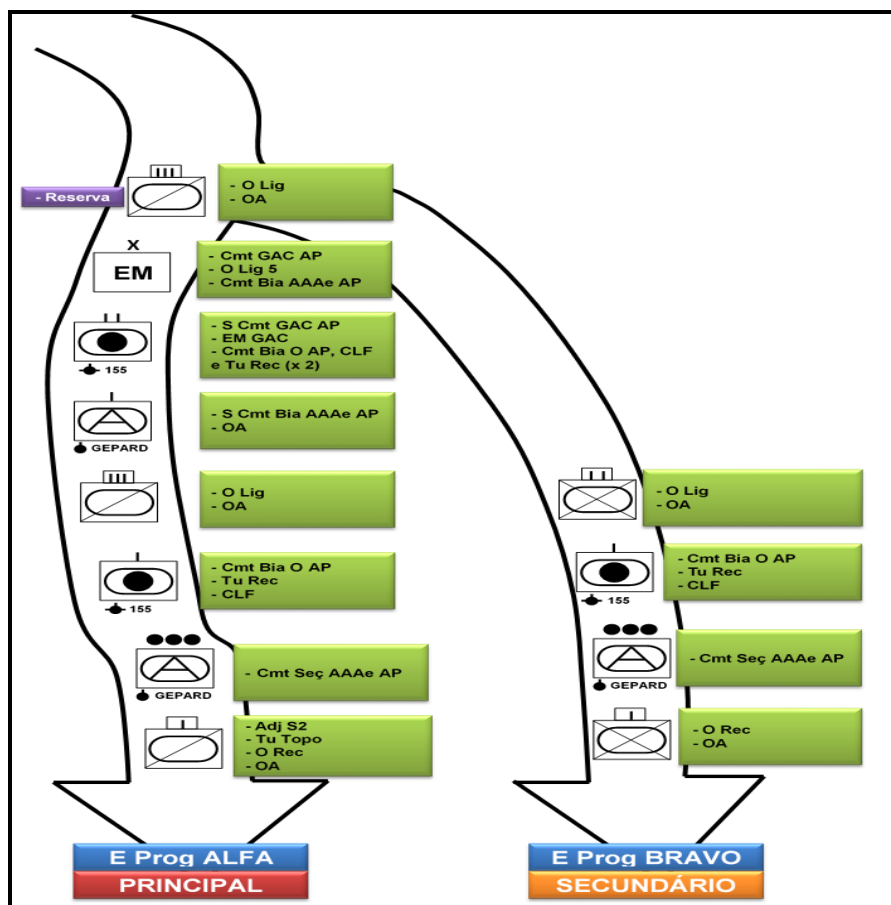 III
- Reserva
- O Lig
- OA
X
EM
- Cmt GAC AP
- O Lig 5
- Cmt Bia AAAe AP
I I
155
- S Cmt GAC AP
- EM GAC
- Cmt Bia O AP, CLF
e Tu Rec (x 2)
I
GEPARD
- S Cmt Bia AAAe AP
- OA
III
- O Lig
- OA
I
155
- Cmt Bia O AP
- Tu Rec
- CLF
GEPARD
- Cmt Seç AAAe AP
I
- Adj S2
- Tu Topo
- O Rec
- OA
E Prog ALFA
PRINCIPAL
I I
- O Lig
- OA
I
155
- Cmt Bia O AP
- Tu Rec
- CLF
GEPARD
- Cmt Seç AAAe AP
I
- O Rec
- OA
E Prog BRAVO
SECUNDÁRIO